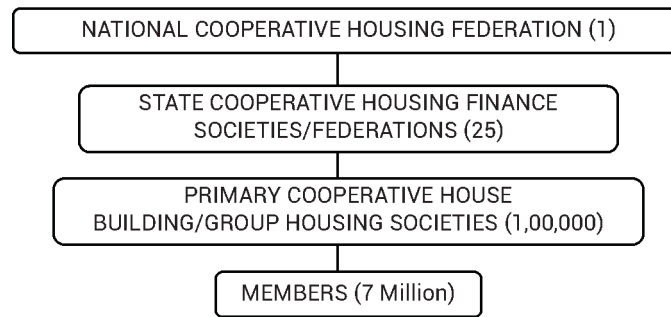 NATIONAL COOPERATIVE HOUSING FEDERATION (1)
STATE COOPERATIVE HOUSING FINANCE
SOCIETIES/FEDERATIONS (25)
PRIMARY COOPERATIVE HOUSE
BUILDING/GROUP HOUSING SOCIETIES (1,00,000)
MEMBERS (7 Million)